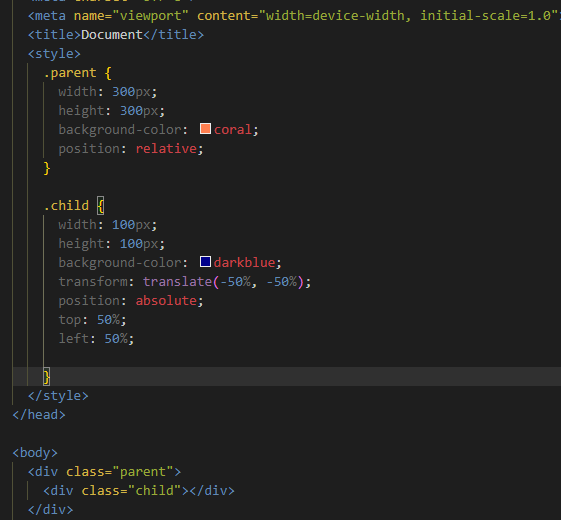 <meta name="viewport" content="width=device-width, initial-scale=1.0"
<title>Document</title>
<style>
.parent {
width: 300px;
height: 300px;
background-color: coral;
position: relative;
}
.child {
width: 100px;
height: 100px;
background-color: darkblue;
transform: translate(-50%, -50%);
position: absolute;
top: 50%;
left: 50%;
}
</style>
</head>
<body>
<div class="parent">
<div class="child"></div>
</div>